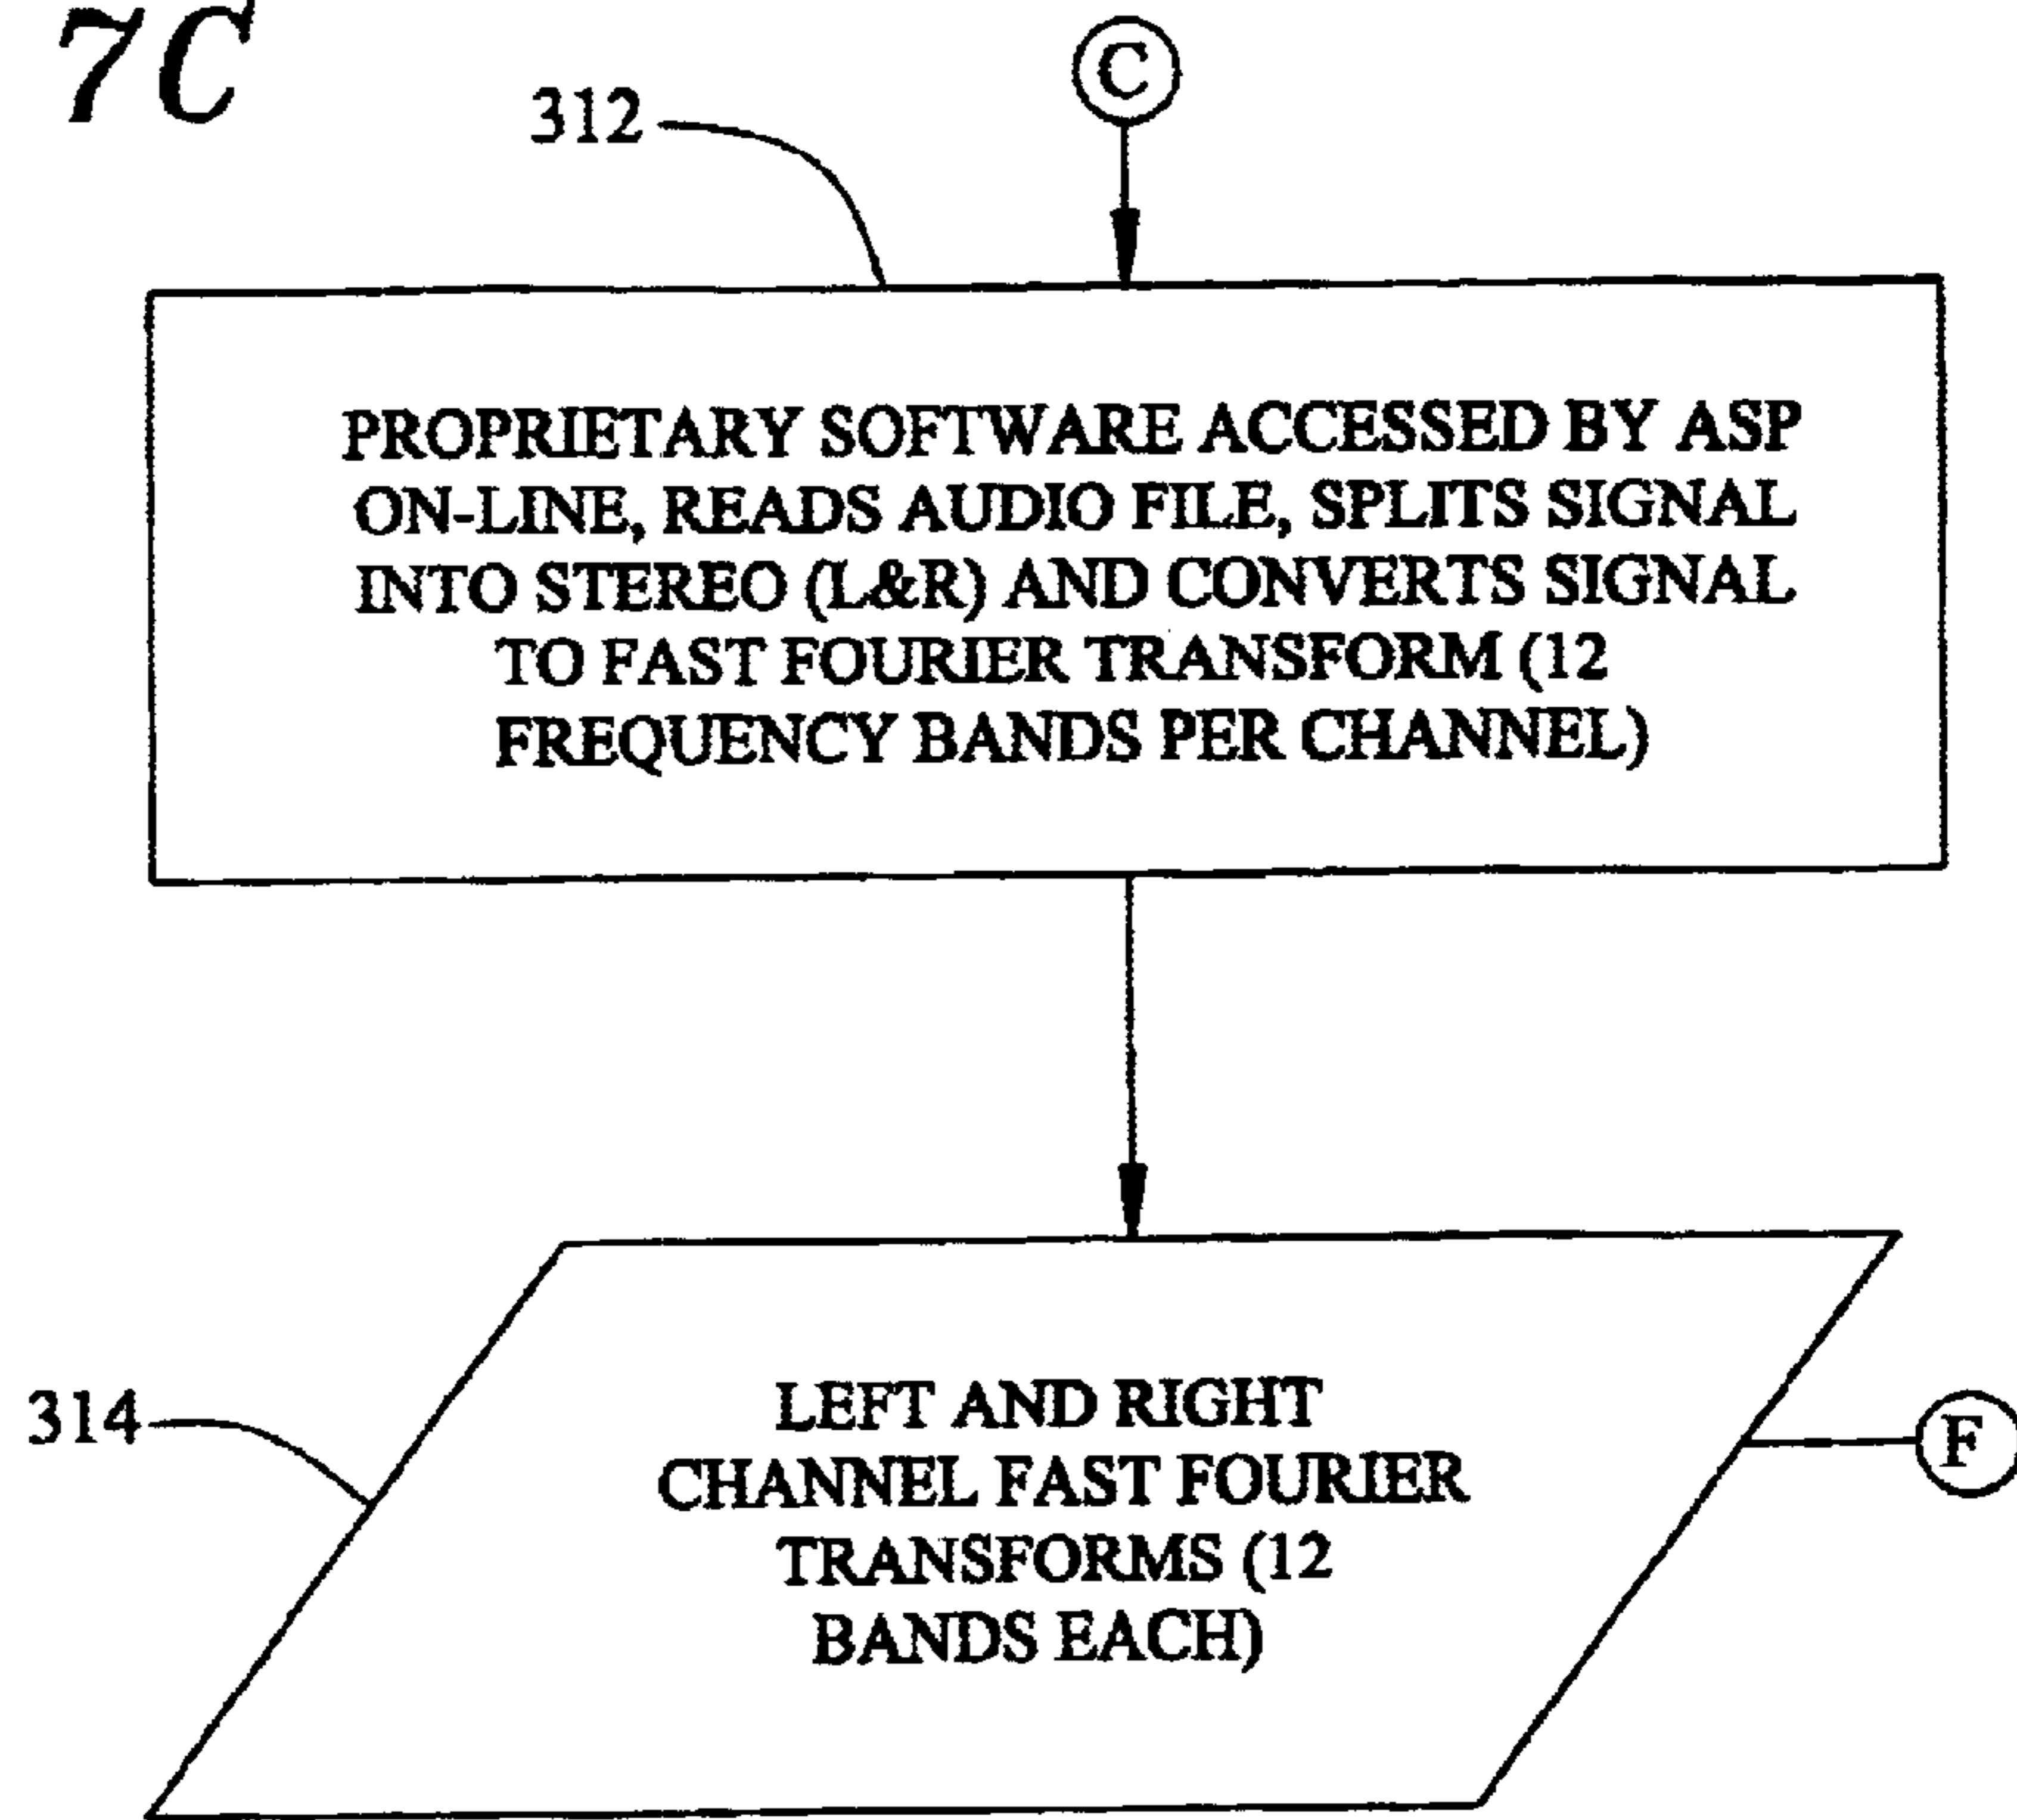 7C
C
312
PROPRIETARY SOFTWARE ACCESSED BY ASP
ON-LINE, READS AUDIO FILE, SPLITS SIGNAL
INTO STEREO (L&R) AND CONVERTS SIGNAL
TO FAST FOURIER TRANSFORM (12
FREQUENCY BANDS PER CHANNEL)
314
LEFT AND RIGHT
CHANNEL FAST FOURIER
TRANSFORMS (12
BANDS EACH)
F